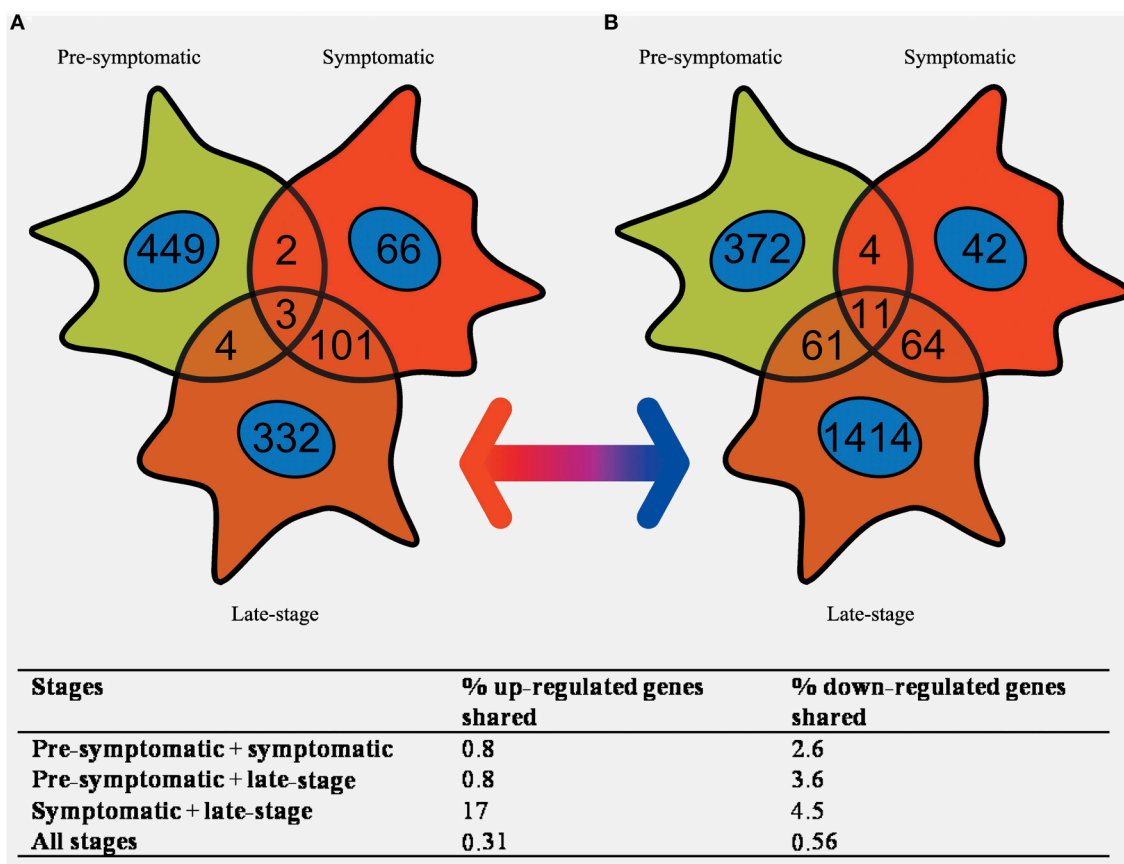 A
B
Pre-symptomatic
Symptomatic
Pre-symptomatic
Symptomatic
449
2
66
3
4
101
332
372
4
42
11
61
64
1414
Late-stage
Late-stage
Stages
% up-regulated genes shared
% down-regulated genes shared
Pre-symptomatic + symptomatic 0.8 2.6
Pre-symptomatic + late-stage 0.8 3.6
Symptomatic + late-stage 17 4.5
All stages 0.31 0.56